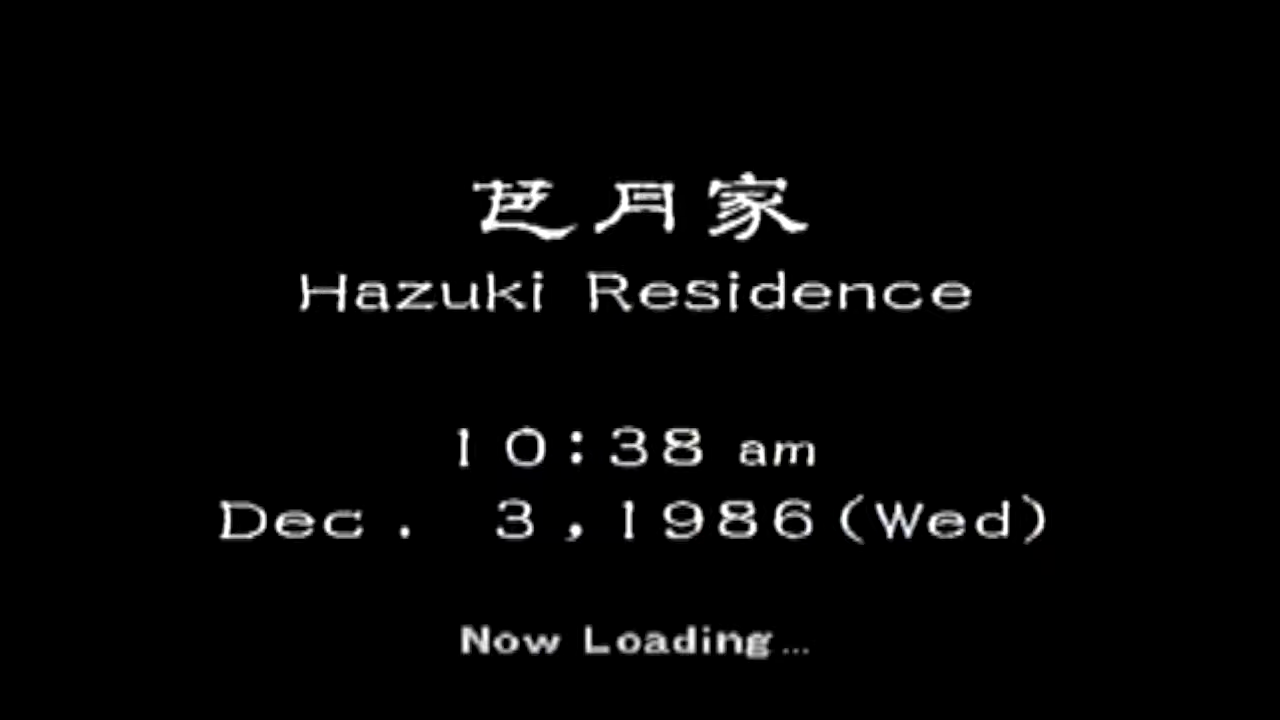 芭月家
Hazuki Residence
10:38 am
Dec. 3,1986(Wed)
Now Loading...